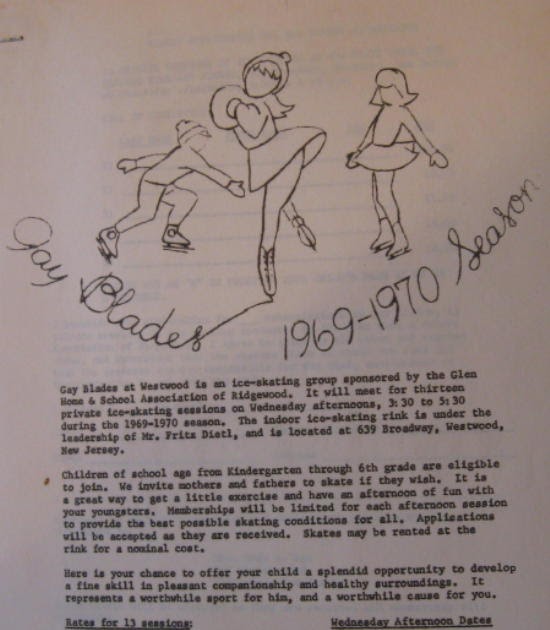 Gay Blades 1969-1970 Season
Gay Blades at Westwood is an ice-skating group sponsored by the Glen
Home & School Association of Ridgewood. It will meet for thirteen
private ice-skating sessions on Wednesday afternoons, 3:30 to 5:30
during the 1969-1970 season. The indoor ice-skating rink is under the
leadership of Mr. Fritz Dietl, and is located at 639 Broadway, Westwood,
New Jersey.
Children of school age from Kindergarten through 6th grade are eligible
to join. We invite mothers and fathers to skate if they wish. It is
a great way to get a little exercise and have an afternoon of fun with
your youngsters. Memberships will be limited for each afternoon session
to provide the best possible skating conditions for all. Applications
will be accepted as they are received. Skates may be rented at the
rink for a nominal cost.
Here is your chance to offer your child a splendid opportunity to develop
a fine skill in pleasant companionship and healthy surroundings. It
represents a worthwhile sport for him, and a worthwhile cause for you.
Rates for 13 sessions: Wednesday Afternoon Dates